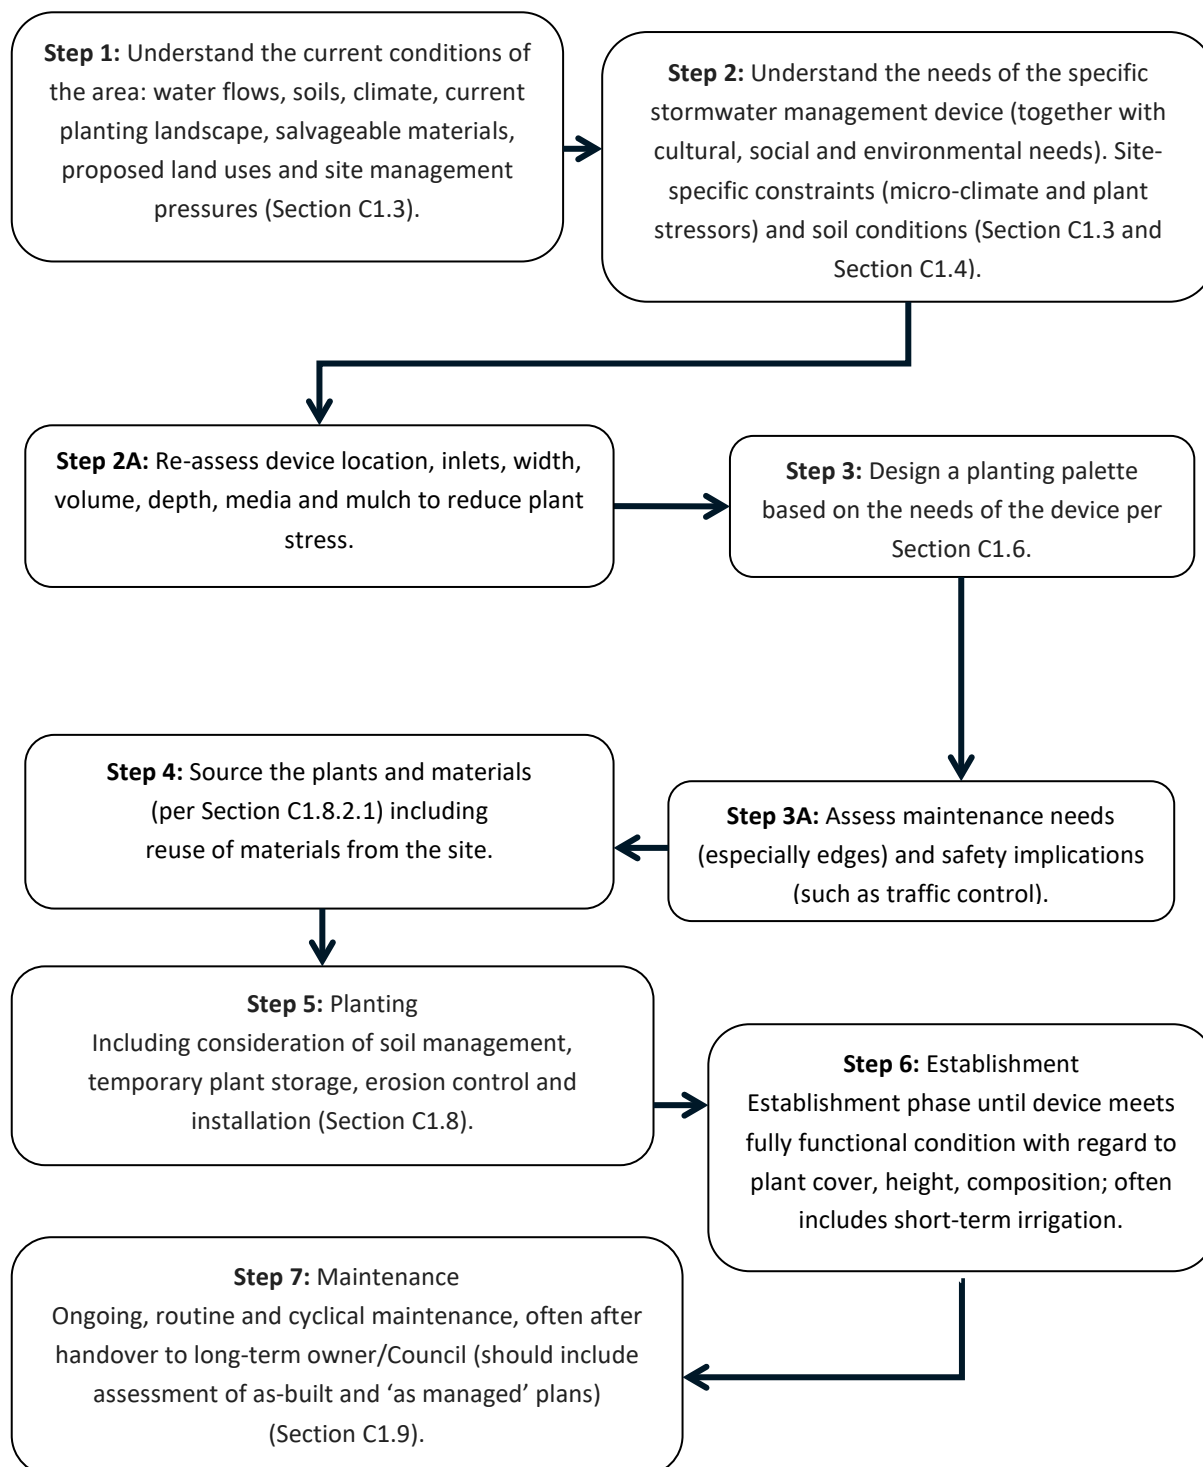 Step 1: Understand the current conditions of
the area: water flows, soils, climate, current
planting landscape, salvageable materials,
proposed land uses and site management
pressures (Section C1.3).
Step 2: Understand the needs of the specific
stormwater management device (together with
cultural, social and environmental needs). Site-
specific constraints (micro-climate and plant
stressors) and soil conditions (Section C1.3 and
Section C1.4).
Step 2A: Re-assess device location, inlets, width,
volume, depth, media and mulch to reduce plant
stress.
Step 3: Design a planting palette
based on the needs of the device per
Section C1.6.
Step 3A: Assess maintenance needs
(especially edges) and safety implications
(such as traffic control).
Step 4: Source the plants and materials
(per Section C1.8.2.1) including
reuse of materials from the site.
Step 5: Planting
Including consideration of soil management,
temporary plant storage, erosion control and
installation (Section C1.8).
Step 6: Establishment
Establishment phase until device meets
fully functional condition with regard to
plant cover, height, composition; often
includes short-term irrigation.
Step 7: Maintenance
Ongoing, routine and cyclical maintenance, often after
handover to long-term owner/Council (should include
assessment of as-built and ‘as managed’ plans)
(Section C1.9).